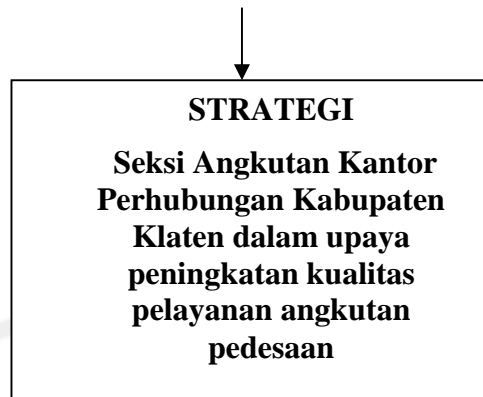 STRATEGI
Seksi Angkutan Kantor
Perhubungan Kabupaten
Klaten dalam upaya
peningkatan kualitas
pelayanan angkutan
pedesaan